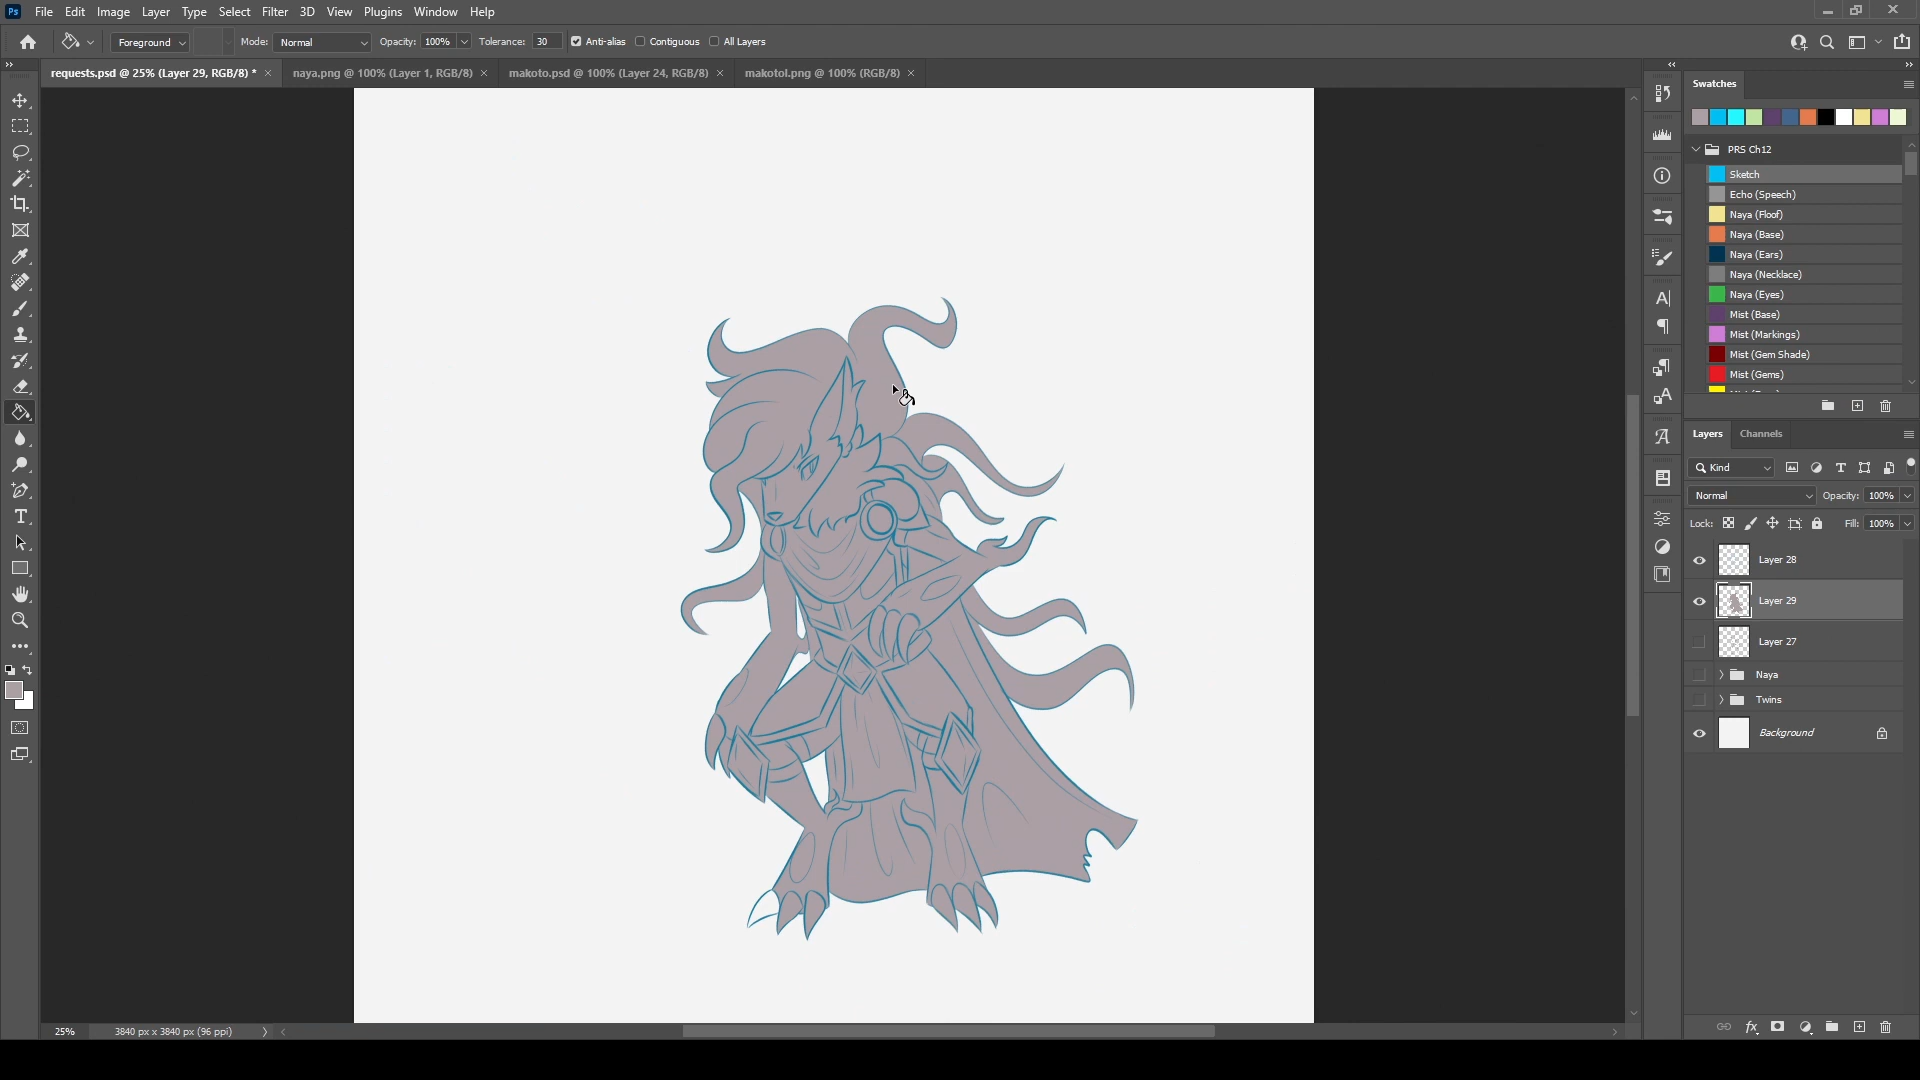 Ps File Edit Image Layer Type Select Filter 3D View Plugins Window Help
Foreground Mode: Normal Opacity: 100% Tolerance: 30 Anti-alias Contiguous All Layers
requests.psd @ 25% (Layer 29, RGB/8) * naya.png @ 100% (Layer 1, RGB/8) makoto.psd @ 100% (Layer 24, RGB/8) makotol.png @ 100% (RGB/8)
Swatches
PRS Ch12
Sketch
Echo (Speech)
Naya (Floof)
Naya (Base)
Naya (Ears)
Naya (Necklace)
Naya (Eyes)
Mist (Base)
Mist (Markings)
Mist (Gem Shade)
Mist (Gems)
Layers Channels
Kind
Normal Opacity: 100%
Lock: Fill: 100%
Layer 28
Layer 29
Layer 27
Naya
Twins
Background
25% 3840 px x 3840 px (96 ppi)